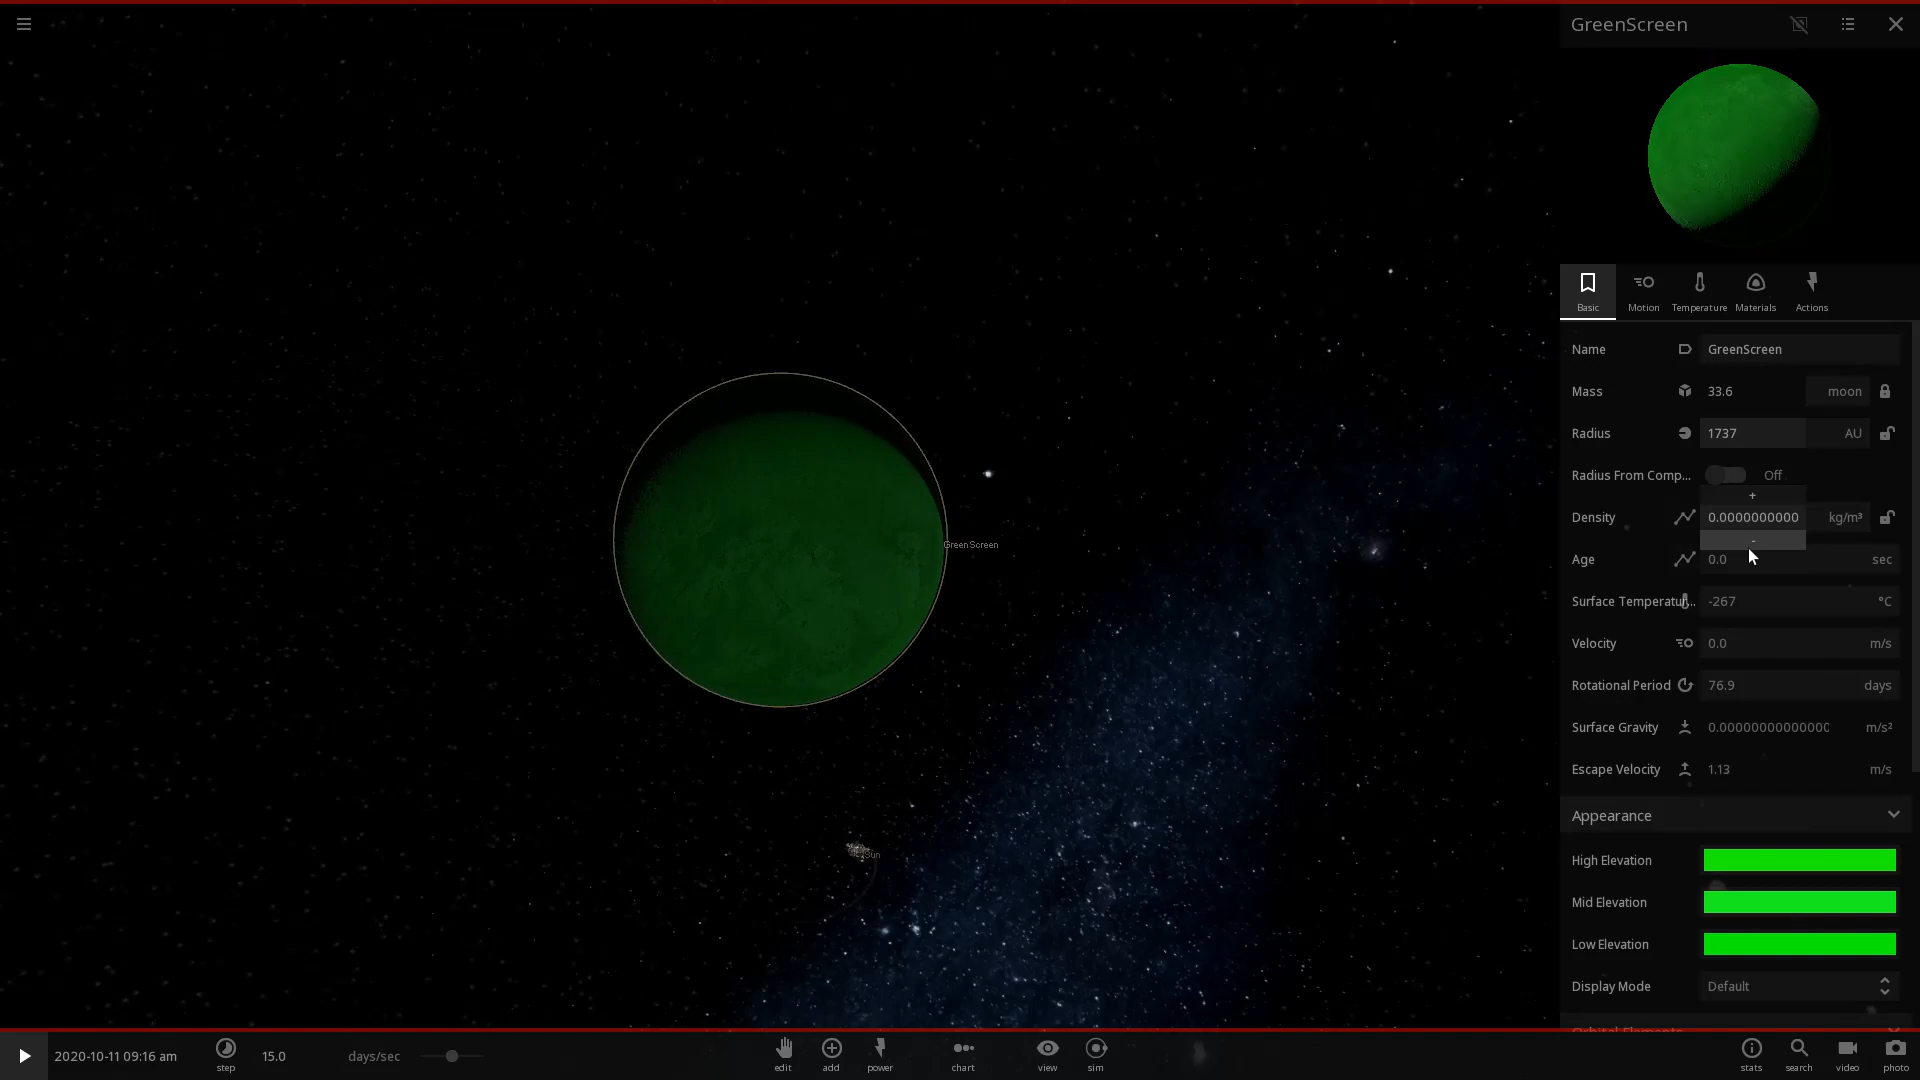 GreenScreen
Basic Motion Temperature Materials Actions
Name GreenScreen
Mass 33.6 moon
Radius 1737 AU
Radius From Comp... Off
+
Density 0.0000000000 kg/m³
-
Age 0.0 sec
Surface Temperatur... -267 °C
Velocity 0.0 m/s
Rotational Period 76.9 days
Surface Gravity 0.00000000000000 m/s²
Escape Velocity 1.13 m/s
Appearance
High Elevation
Mid Elevation
Low Elevation
Display Mode Default
Orbital Elements
GreenScreen
Sun
2020-10-11 09:16 am step 15.0 days/sec edit add power chart view sim stats search video photo